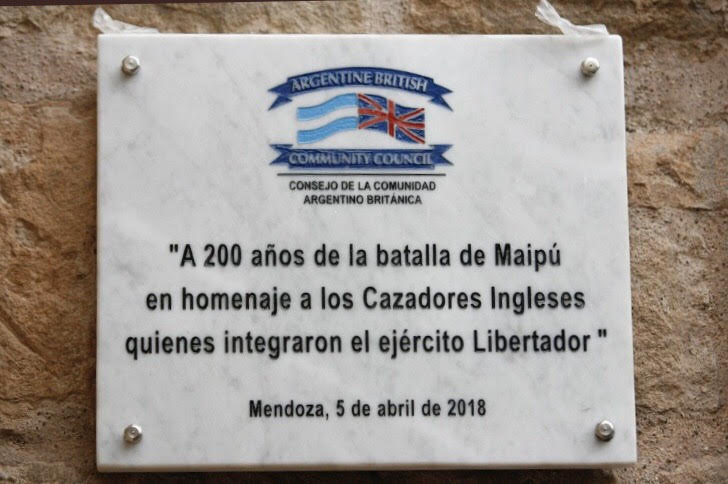 ARGENTINE BRITISH
COMMUNITY COUNCIL
CONSEJO DE LA COMUNIDAD
ARGENTINO BRITÁNICA
"A 200 años de la batalla de Maipú
en homenaje a los Cazadores Ingleses
quienes integraron el ejército Libertador "
Mendoza, 5 de abril de 2018